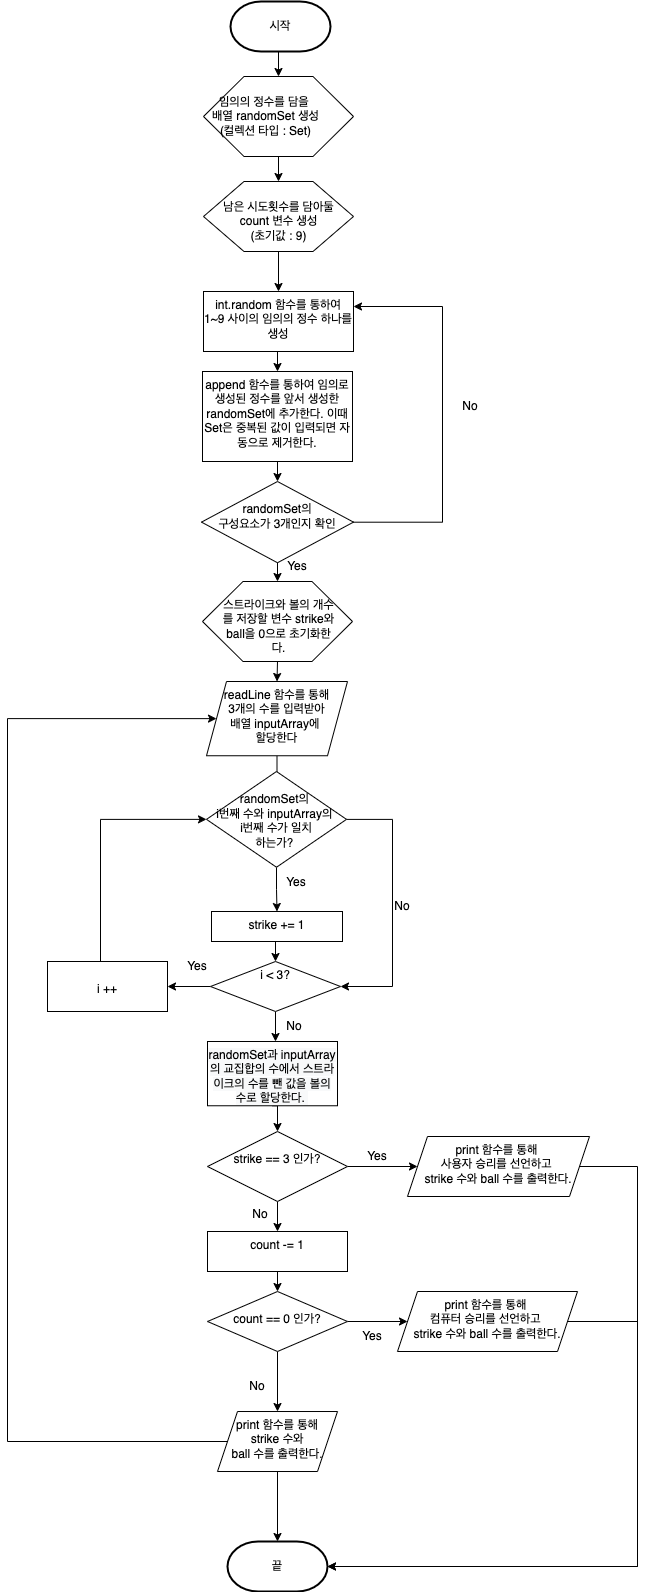 시작
임의의 정수를 담을
배열 randomSet 생성
(컬렉션 타입 : Set)
남은 시도횟수를 담아둘
count 변수 생성
(초기값 : 9)
int.random 함수를 통하여
1~9 사이의 임의의 정수 하나를
생성
append 함수를 통하여 임의로
생성된 정수를 앞서 생성한
randomSet에 추가한다. 이때
Set은 중복된 값이 입력되면 자
동으로 제거한다.
No
randomSet의
구성요소가 3개인지 확인
Yes
스트라이크와 볼의 개수
를 저장할 변수 strike와
ball을 0으로 초기화한
다.
readLine 함수를 통해
3개의 수를 입력받아
배열 inputArray에
할당한다
randomSet의
i번째 수와 inputArray의
i번째 수가 일치
하는가?
Yes
No
strike += 1
i < 3?
Yes
i ++
No
randomSet과 inputArray
의 교집합의 수에서 스트라
이크의 수를 뺀 값을 볼의
수로 할당한다.
strike == 3 인가?
Yes
print 함수를 통해
사용자 승리를 선언하고
strike 수와 ball 수를 출력한다.
No
count -= 1
count == 0 인가?
Yes
print 함수를 통해
컴퓨터 승리를 선언하고
strike 수와 ball 수를 출력한다.
No
print 함수를 통해
strike 수와
ball 수를 출력한다.
끝